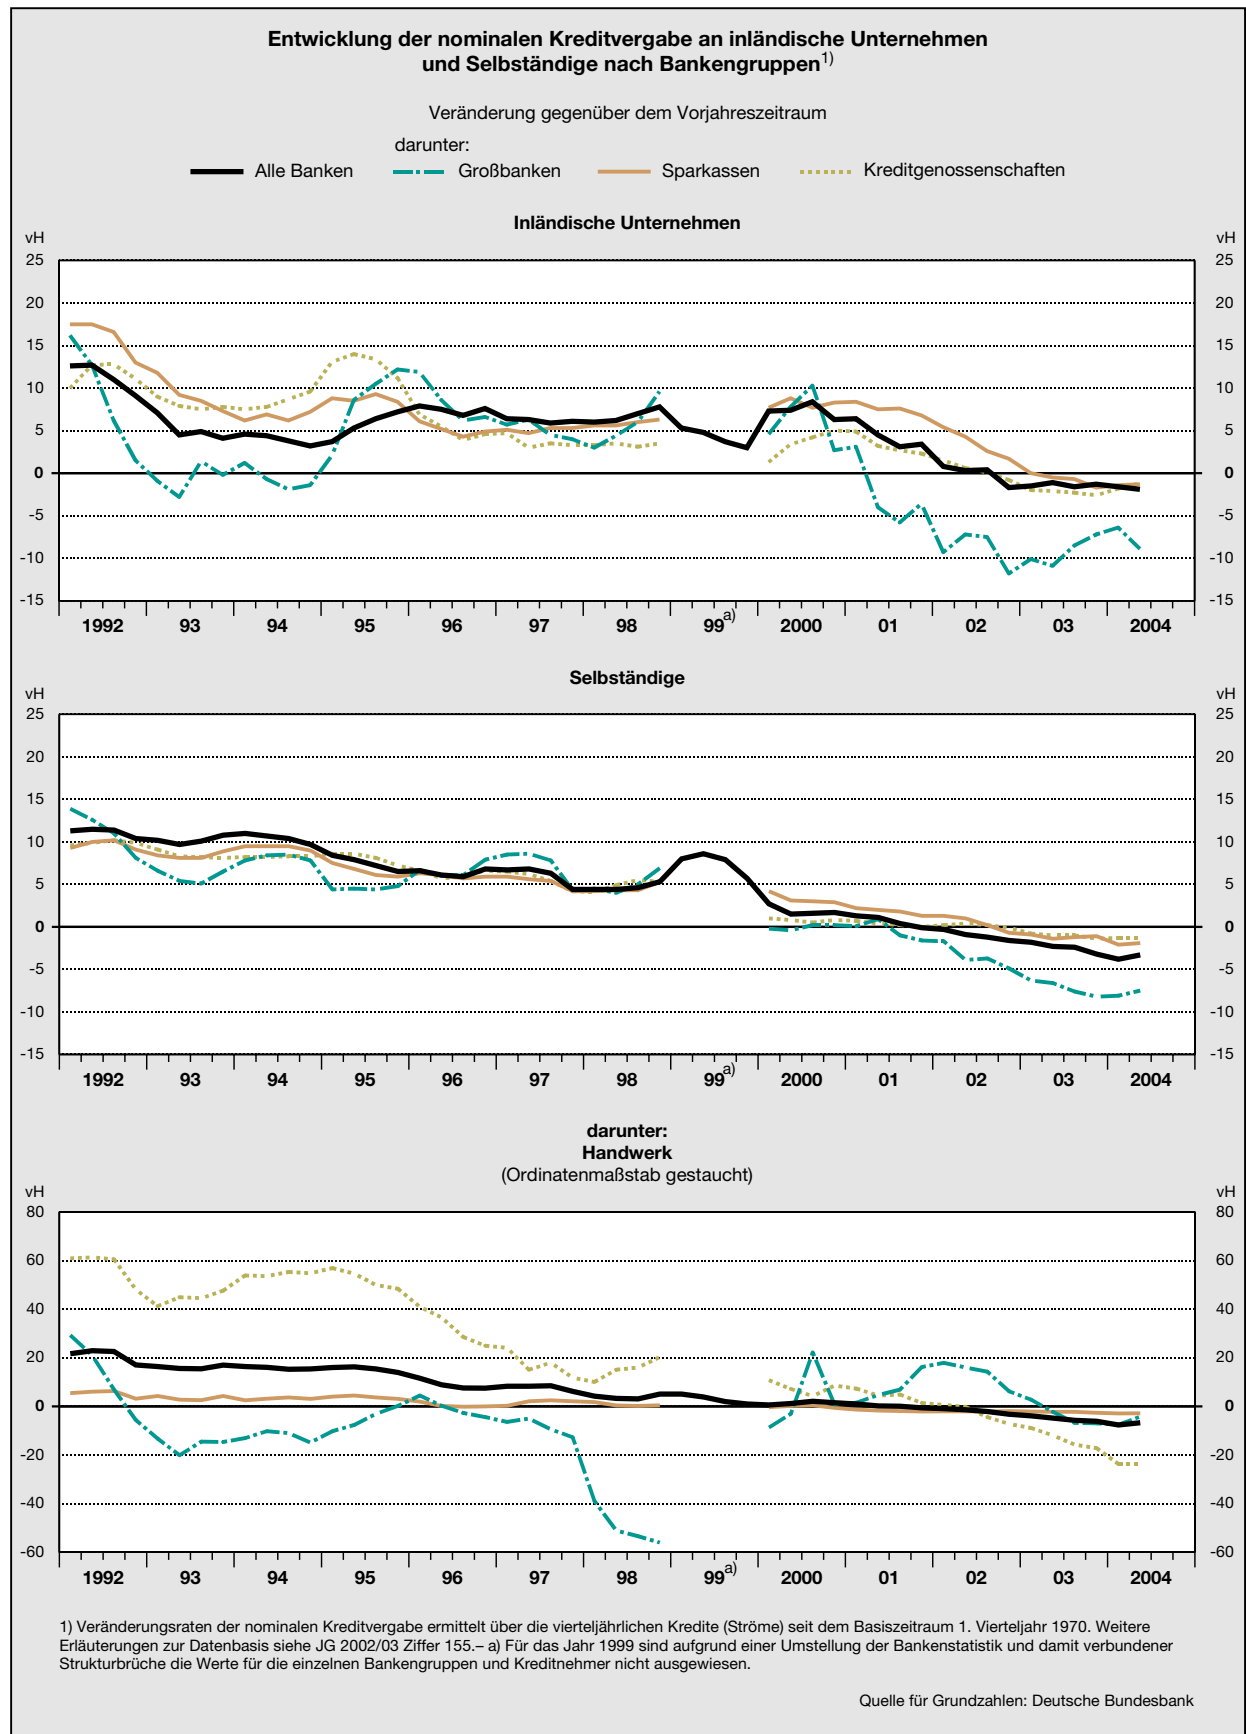 Entwicklung der nominalen Kreditvergabe an inländische Unternehmen
und Selbständige nach Bankengruppen1)
Veränderung gegenüber dem Vorjahreszeitraum
darunter:
Alle Banken Großbanken Sparkassen Kreditgenossenschaften
Inländische Unternehmen
vH vH
25 25
20 20
15 15
10 10
5 5
0 0
-5 -5
-10 -10
-15 -15
1992 93 94 95 96 97 98 99a) 2000 01 02 03 2004
Selbständige
vH vH
25 25
20 20
15 15
10 10
5 5
0 0
-5 -5
-10 -10
-15 -15
1992 93 94 95 96 97 98 99a) 2000 01 02 03 2004
darunter:
Handwerk
(Ordinatenmaßstab gestaucht)
vH vH
80 80
60 60
40 40
20 20
0 0
-20 -20
-40 -40
-60 -60
1992 93 94 95 96 97 98 99a) 2000 01 02 03 2004
1) Veränderungsraten der nominalen Kreditvergabe ermittelt über die vierteljährlichen Kredite (Ströme) seit dem Basiszeitraum 1. Vierteljahr 1970. Weitere
Erläuterungen zur Datenbasis siehe JG 2002/03 Ziffer 155.– a) Für das Jahr 1999 sind aufgrund einer Umstellung der Bankenstatistik und damit verbundener
Strukturbrüche die Werte für die einzelnen Bankengruppen und Kreditnehmer nicht ausgewiesen.
Quelle für Grundzahlen: Deutsche Bundesbank